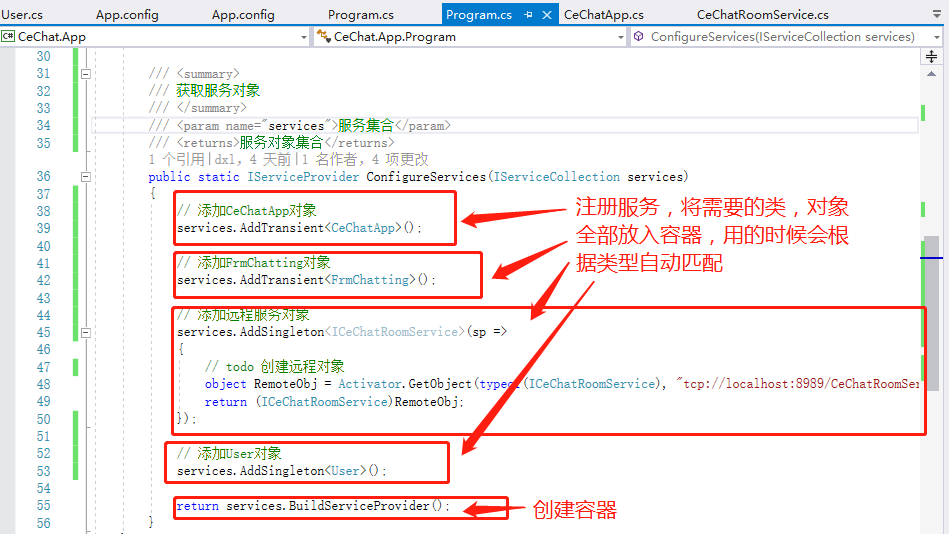 User.cs App.config App.config Program.cs Program.cs CeChatApp.cs CeChatRoomService.cs
C# CeChat.App CeChat.App.Program ConfigureServices(IServiceCollection services)
30
31 /// <summary>
32 /// 获取服务对象
33 /// </summary>
34 /// <param name="services">服务集合</param>
35 /// <returns>服务对象集合</returns>
1 个引用|dxl，4 天前|1 名作者，4 项更改
36 public static IServiceProvider ConfigureServices(IServiceCollection services)
37 {
38 // 添加CeChatApp对象
39 services.AddTransient<CeChatApp>();
40
41 // 添加FrmChatting对象
42 services.AddTransient<FrmChatting>();
43
44 // 添加远程服务对象
45 services.AddSingleton<ICeChatRoomService>(sp =>
46 {
47 // todo 创建远程对象
48 object RemoteObj = Activator.GetObject(typeof(ICeChatRoomService), "tcp://localhost:8989/CeChatRoomSer
49 return (ICeChatRoomService)RemoteObj;
50 });
51
52 // 添加User对象
53 services.AddSingleton<User>();
54
55 return services.BuildServiceProvider();
56 }
注册服务，将需要的类，对象
全部放入容器，用的时候会根
据类型自动匹配
创建容器